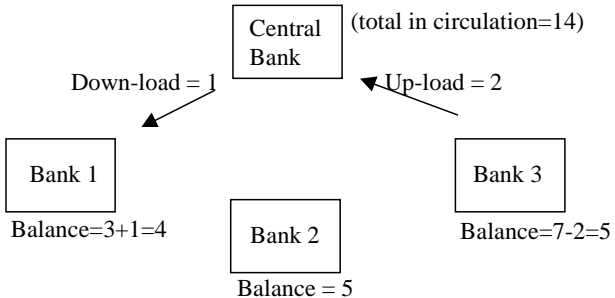 Central
Bank
(total in circulation=14)
Down-load = 1
Up-load = 2
Bank 1
Bank 3
Balance=3+1=4
Bank 2
Balance=7-2=5
Balance = 5